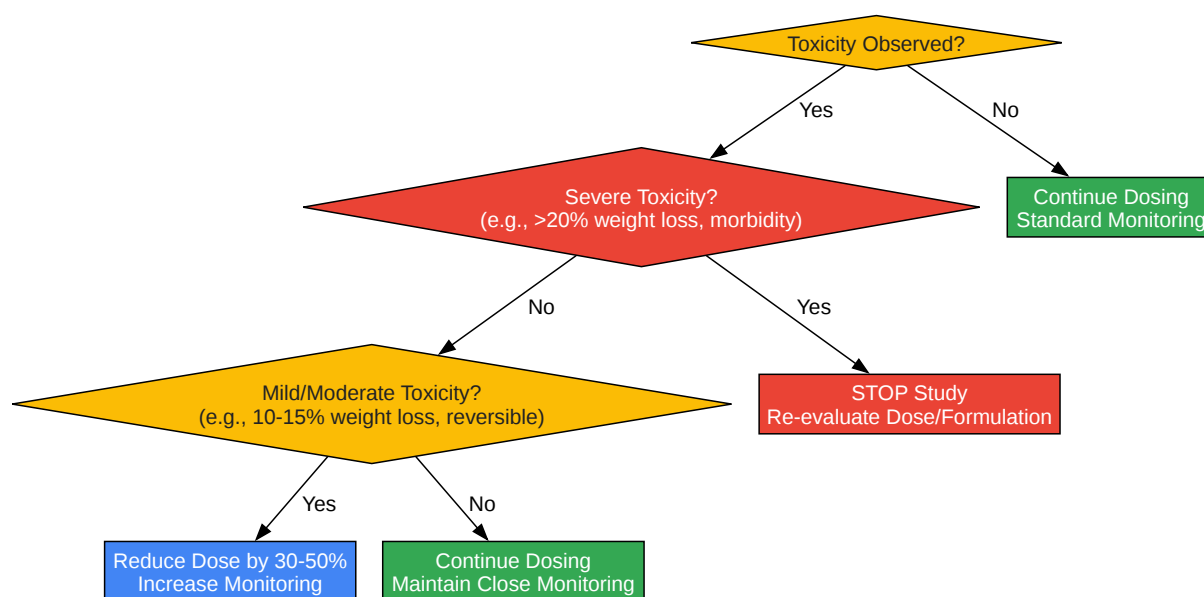 Toxicity Observed?
Yes
No
Severe Toxicity?
(e.g., >20% weight loss, morbidity)
Continue Dosing
Standard Monitoring
No
Yes
Mild/Moderate Toxicity?
(e.g., 10-15% weight loss, reversible)
STOP Study
Re-evaluate Dose/Formulation
Yes
No
Reduce Dose by 30-50%
Increase Monitoring
Continue Dosing
Maintain Close Monitoring